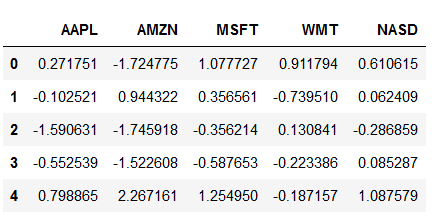 AAPL AMZN MSFT WMT NASD
0 0.271751 -1.724775 1.077727 0.911794 0.610615
1 -0.102521 0.944322 0.356561 -0.739510 0.062409
2 -1.590631 -1.745918 -0.356214 0.130841 -0.286859
3 -0.552539 -1.522608 -0.587653 -0.223386 0.085287
4 0.798865 2.267161 1.254950 -0.187157 1.087579